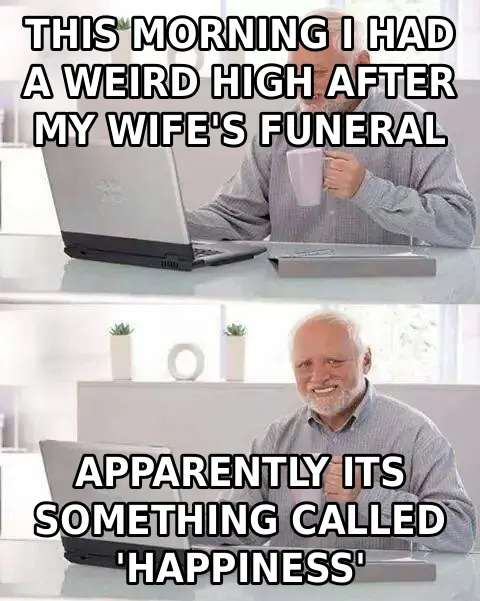 THIS MORNING I HAD
A WEIRD HIGH AFTER
MY WIFE'S FUNERAL
APPARENTLY ITS
SOMETHING CALLED
'HAPPINESS'